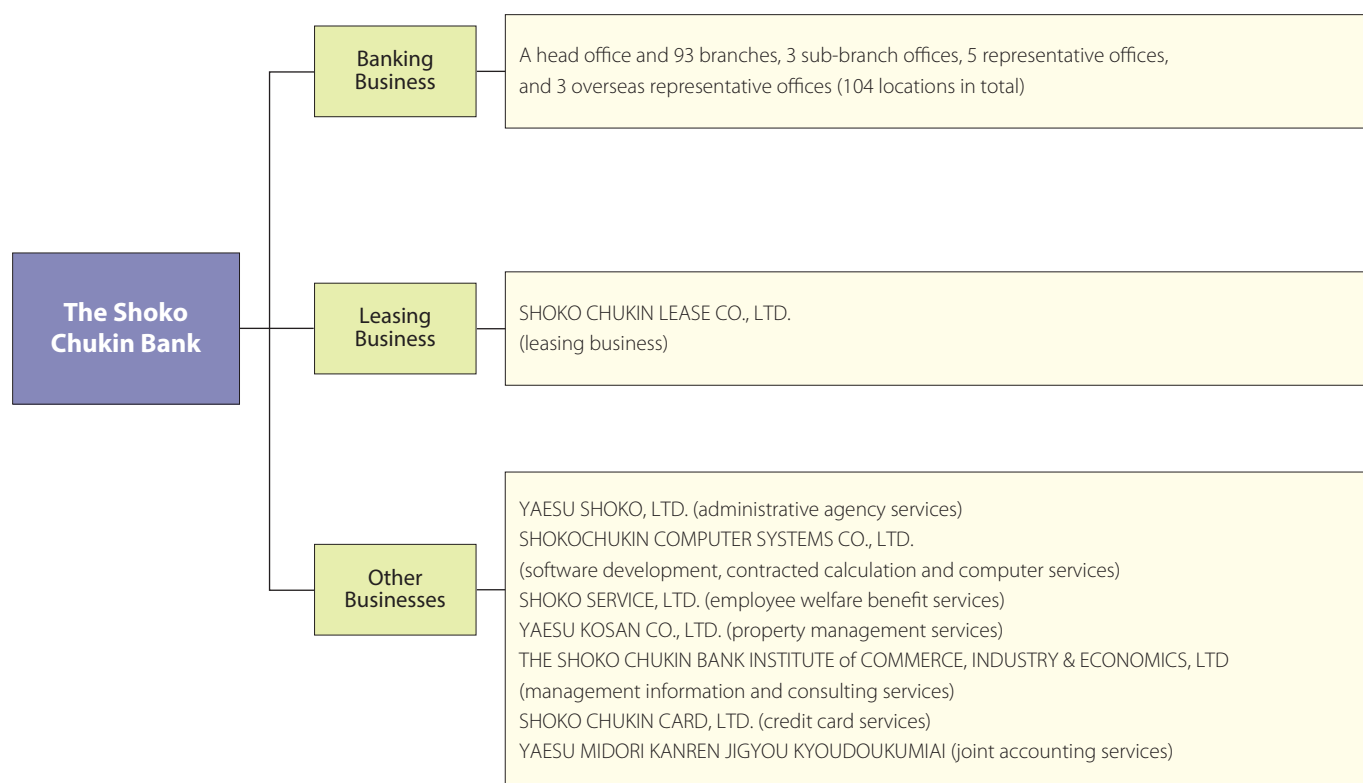 The Shoko
Chukin Bank
Banking
Business
A head office and 93 branches, 3 sub-branch offices, 5 representative offices,
and 3 overseas representative offices (104 locations in total)
Leasing
Business
SHOKO CHUKIN LEASE CO., LTD.
(leasing business)
Other
Businesses
YAESU SHOKO, LTD. (administrative agency services)
SHOKOCHUKIN COMPUTER SYSTEMS CO., LTD.
(software development, contracted calculation and computer services)
SHOKO SERVICE, LTD. (employee welfare benefit services)
YAESU KOSAN CO., LTD. (property management services)
THE SHOKO CHUKIN BANK INSTITUTE of COMMERCE, INDUSTRY & ECONOMICS, LTD
(management information and consulting services)
SHOKO CHUKIN CARD, LTD. (credit card services)
YAESU MIDORI KANREN JIGYOU KYOUDOUKUMIAI (joint accounting services)